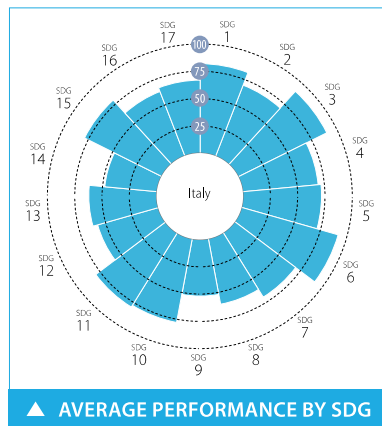 100
75
50
25
SDG
1
SDG
2
SDG
3
SDG
4
SDG
5
SDG
6
SDG
7
SDG
8
SDG
9
SDG
10
SDG
11
SDG
12
SDG
13
SDG
14
SDG
15
SDG
16
SDG
17
Italy
AVERAGE PERFORMANCE BY SDG